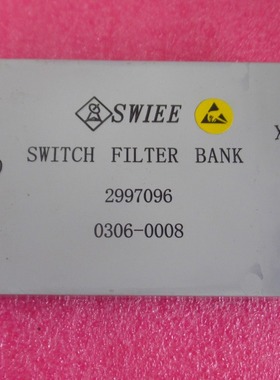 SWIEE
SWITCH FILTER BANK
2997096
0306-0008